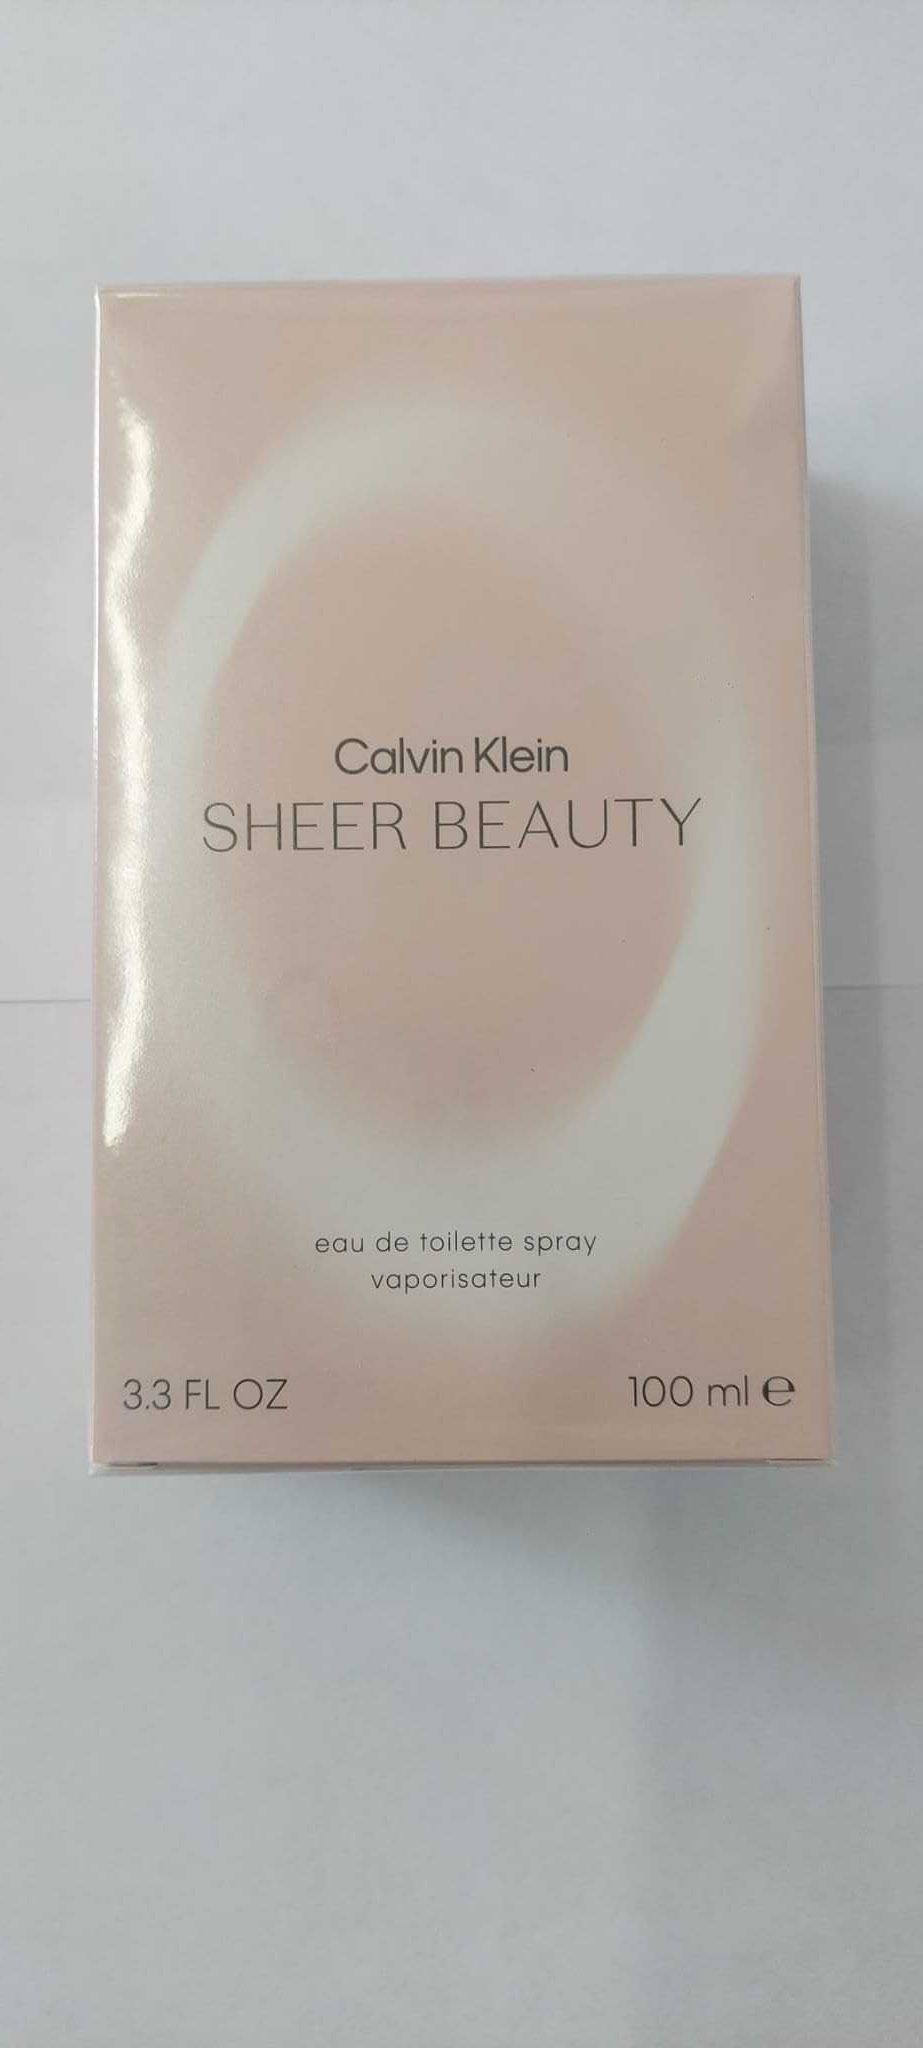 Calvin Klein
SHEER BEAUTY
eau de toilette spray
vaporisateur
3.3 FL OZ 100 ml ℮